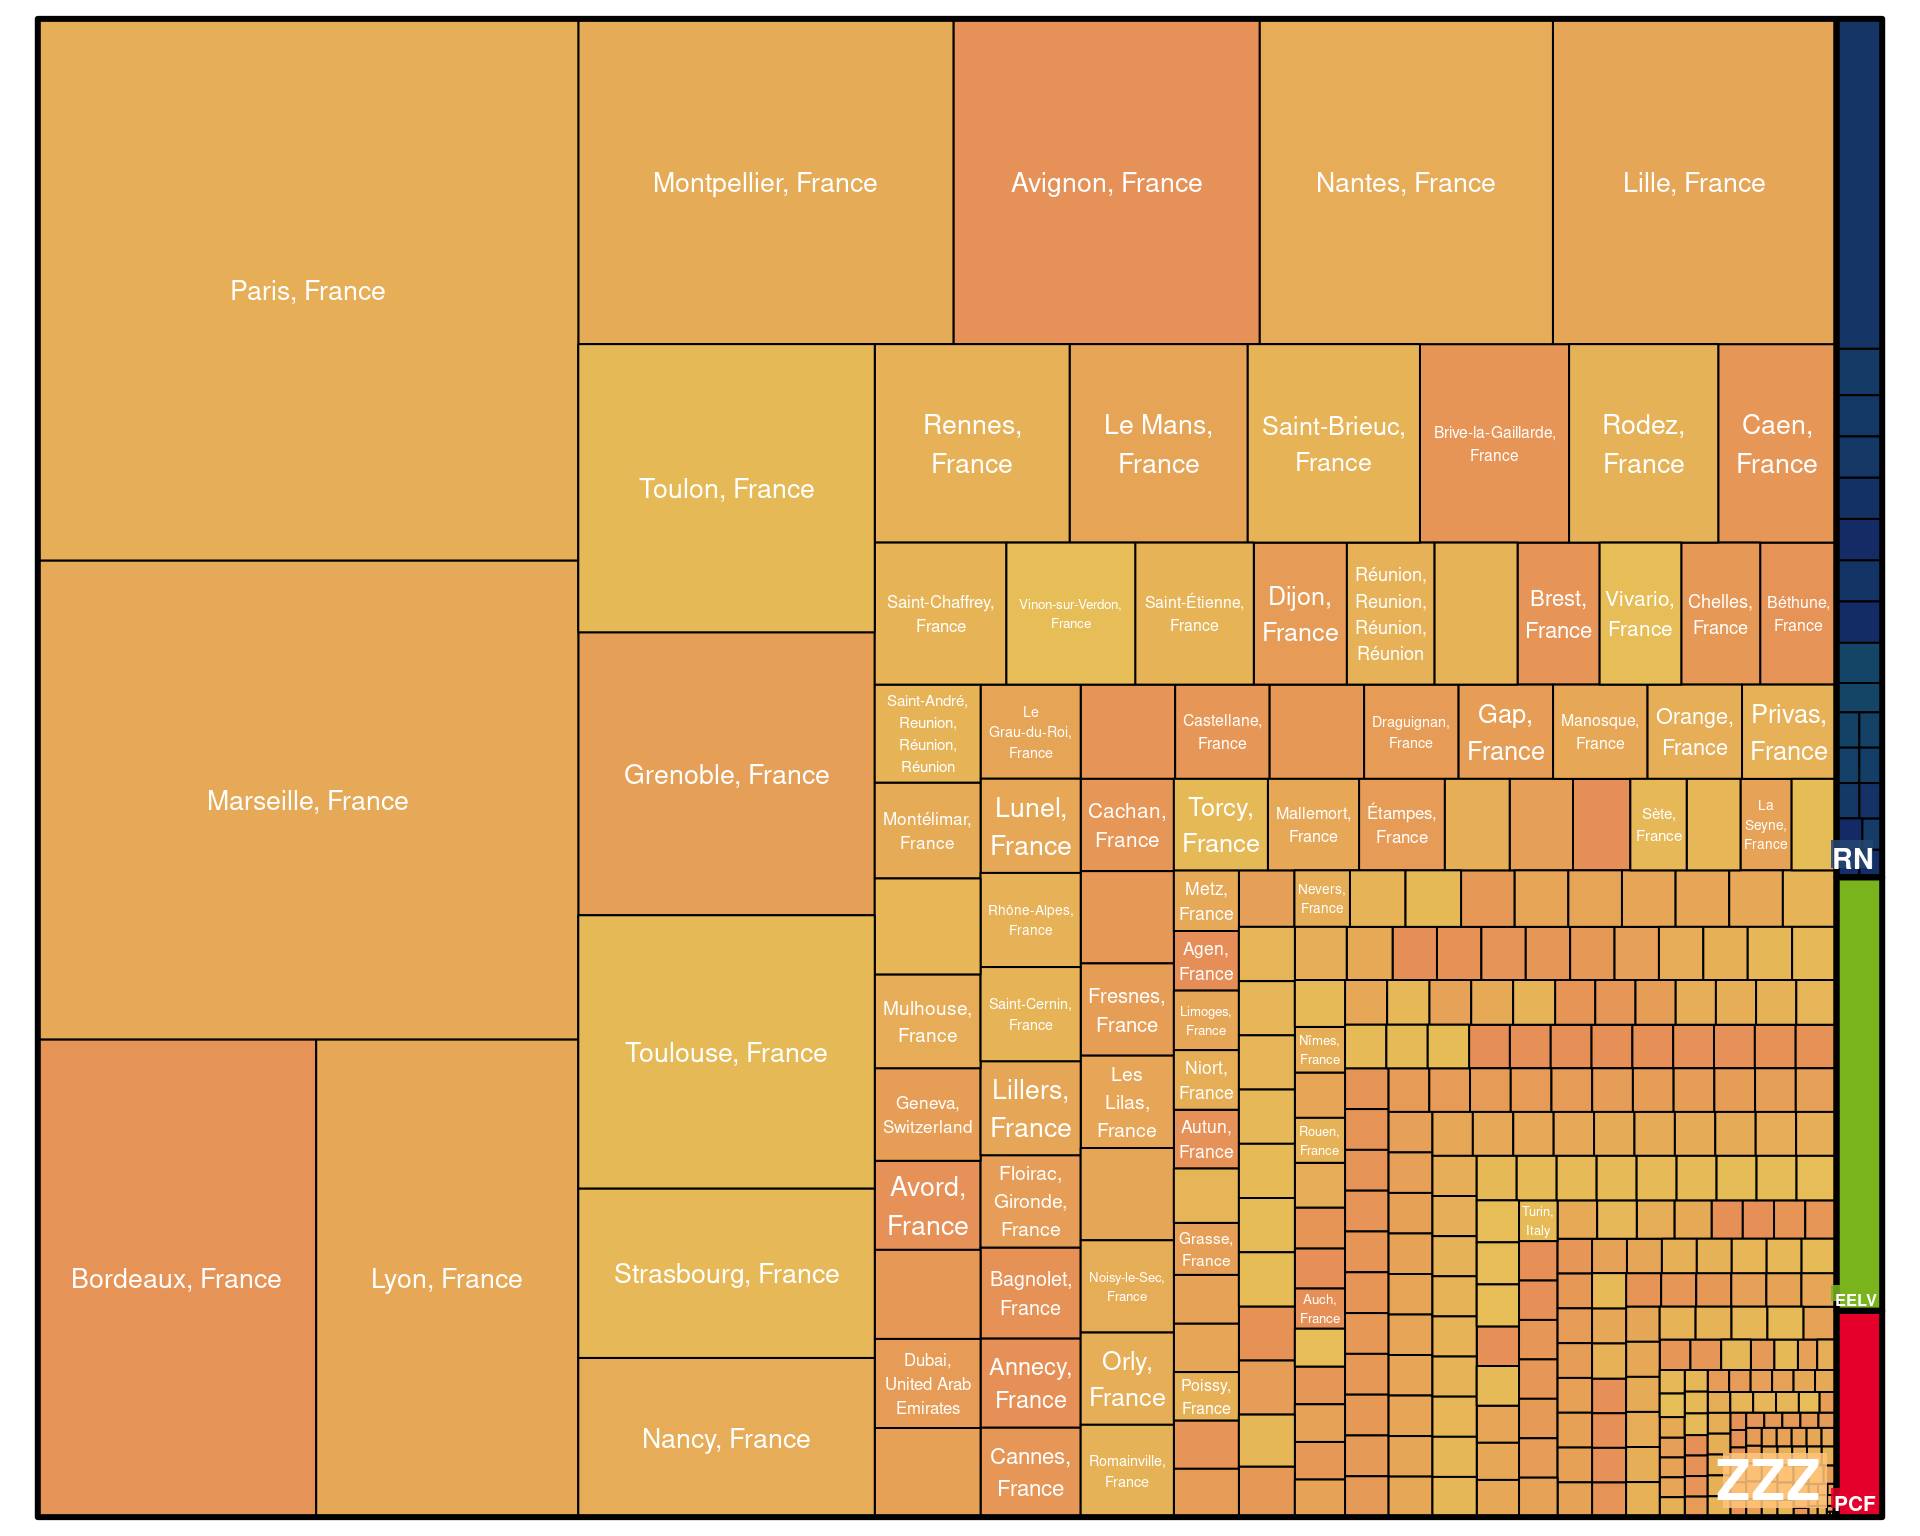 Paris, France
Montpellier, France
Avignon, France
Nantes, France
Lille, France
Marseille, France
Bordeaux, France
Lyon, France
Toulon, France
Grenoble, France
Toulouse, France
Strasbourg, France
Nancy, France
Rennes,
France
Le Mans,
France
Saint-Brieuc,
France
Brive-la-Gaillarde,
France
Rodez,
France
Caen,
France
Saint-Chaffrey,
France
Vinon-sur-Verdon,
France
Saint-Étienne,
France
Dijon,
France
Réunion,
Reunion,
Réunion,
Réunion
Brest,
France
Vivario,
France
Chelles,
France
Béthune,
France
Saint-André,
Reunion,
Réunion,
Réunion
Le
Grau-du-Roi,
France
Castellane,
France
Draguignan,
France
Gap,
France
Manosque,
France
Orange,
France
Privas,
France
Montélimar,
France
Lunel,
France
Cachan,
France
Torcy,
France
Mallemort,
France
Étampes,
France
Sète,
France
La
Seyne,
France
Rhône-Alpes,
France
Metz,
France
Nevers,
France
Agen,
France
Mulhouse,
France
Saint-Cernin,
France
Fresnes,
France
Limoges,
France
Nîmes,
France
Geneva,
Switzerland
Lillers,
France
Les
Lilas,
France
Niort,
France
Autun,
France
Rouen,
France
Avord,
France
Floirac,
Gironde,
France
Grasse,
France
Turin,
Italy
Bagnolet,
France
Noisy-le-Sec,
France
Auch,
France
Dubai,
United Arab
Emirates
Annecy,
France
Orly,
France
Poissy,
France
Cannes,
France
Romainville,
France
RN
EELV
ZZZ
PCF